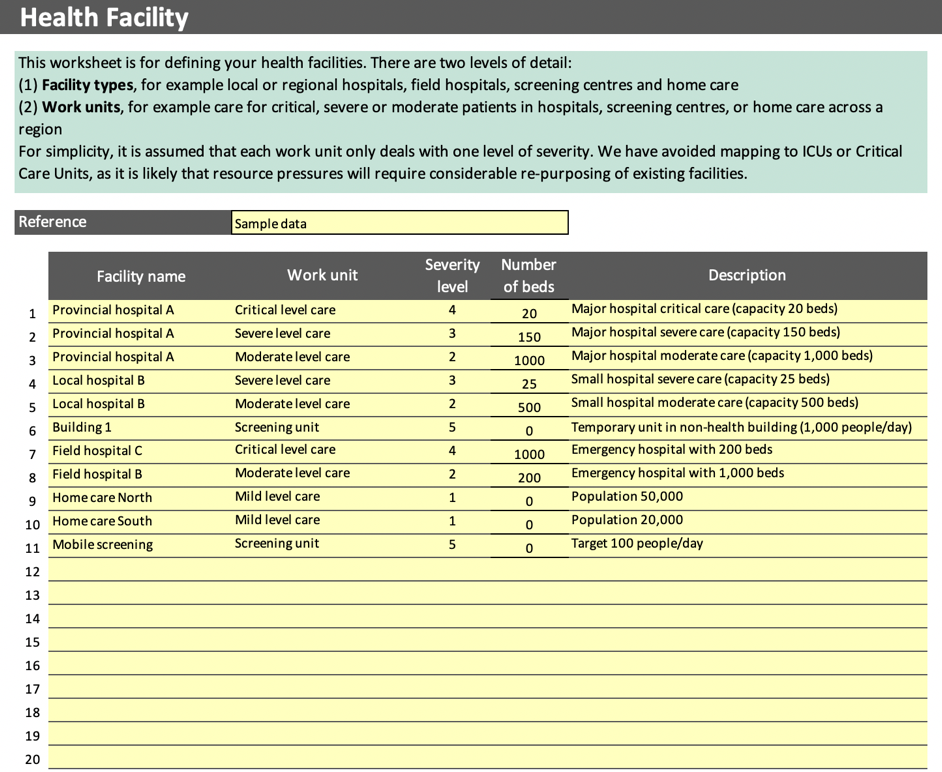 Health Facility
This worksheet is for defining your health facilities. There are two levels of detail:
(1) Facility types, for example local or regional hospitals, field hospitals, screening centres and home care
(2) Work units, for example care for critical, severe or moderate patients in hospitals, screening centres, or home care across a
region
For simplicity, it is assumed that each work unit only deals with one level of severity. We have avoided mapping to ICUs or Critical
Care Units, as it is likely that resource pressures will require considerable re-purposing of existing facilities.
Reference Sample data
Facility name Work unit Severity level Number of beds Description
1 Provincial hospital A Critical level care 4 20 Major hospital critical care (capacity 20 beds)
2 Provincial hospital A Severe level care 3 150 Major hospital severe care (capacity 150 beds)
3 Provincial hospital A Moderate level care 2 1000 Major hospital moderate care (capacity 1,000 beds)
4 Local hospital B Severe level care 3 25 Small hospital severe care (capacity 25 beds)
5 Local hospital B Moderate level care 2 500 Small hospital moderate care (capacity 500 beds)
6 Building 1 Screening unit 5 0 Temporary unit in non-health building (1,000 people/day)
7 Field hospital C Critical level care 4 1000 Emergency hospital with 200 beds
8 Field hospital B Moderate level care 2 200 Emergency hospital with 1,000 beds
9 Home care North Mild level care 1 0 Population 50,000
10 Home care South Mild level care 1 0 Population 20,000
11 Mobile screening Screening unit 5 0 Target 100 people/day
12
13
14
15
16
17
18
19
20